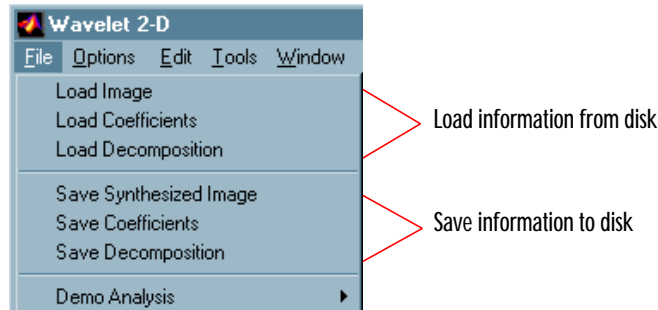 Wavelet 2-D
File Options Edit Tools Window
Load Image
Load Coefficients
Load Decomposition
Load information from disk
Save Synthesized Image
Save Coefficients
Save Decomposition
Save information to disk
Demo Analysis